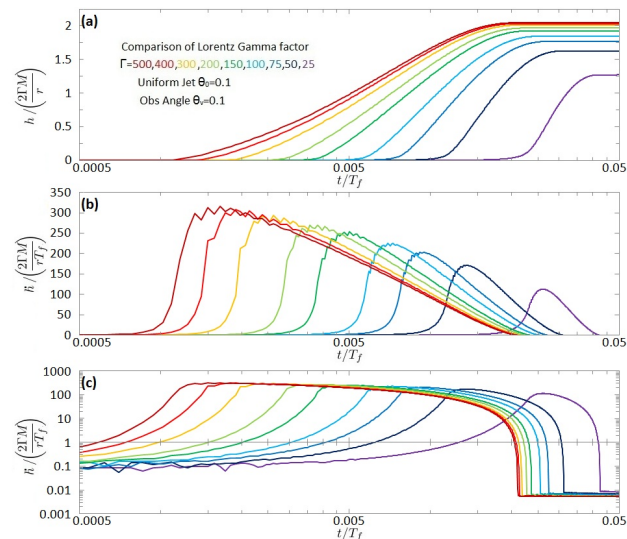 (a)
Comparison of Lorentz Gamma factor
Γ=500,400,300,200,150,100,75,50,25
Uniform Jet θ₀=0.1
Obs Angle θᵥ=0.1
h/(2ΓM/r)
2
1.5
1
0.5
0
0.0005 0.005 0.05
t/T_f
(b)
ḣ/(2ΓM/rT_f)
350
300
250
200
150
100
50
0
0.0005 0.005 0.05
t/T_f
(c)
ḣ/(2ΓM/rT_f)
1000
100
10
1
0.1
0.01
0.001
0.0005 0.005 0.05
t/T_f